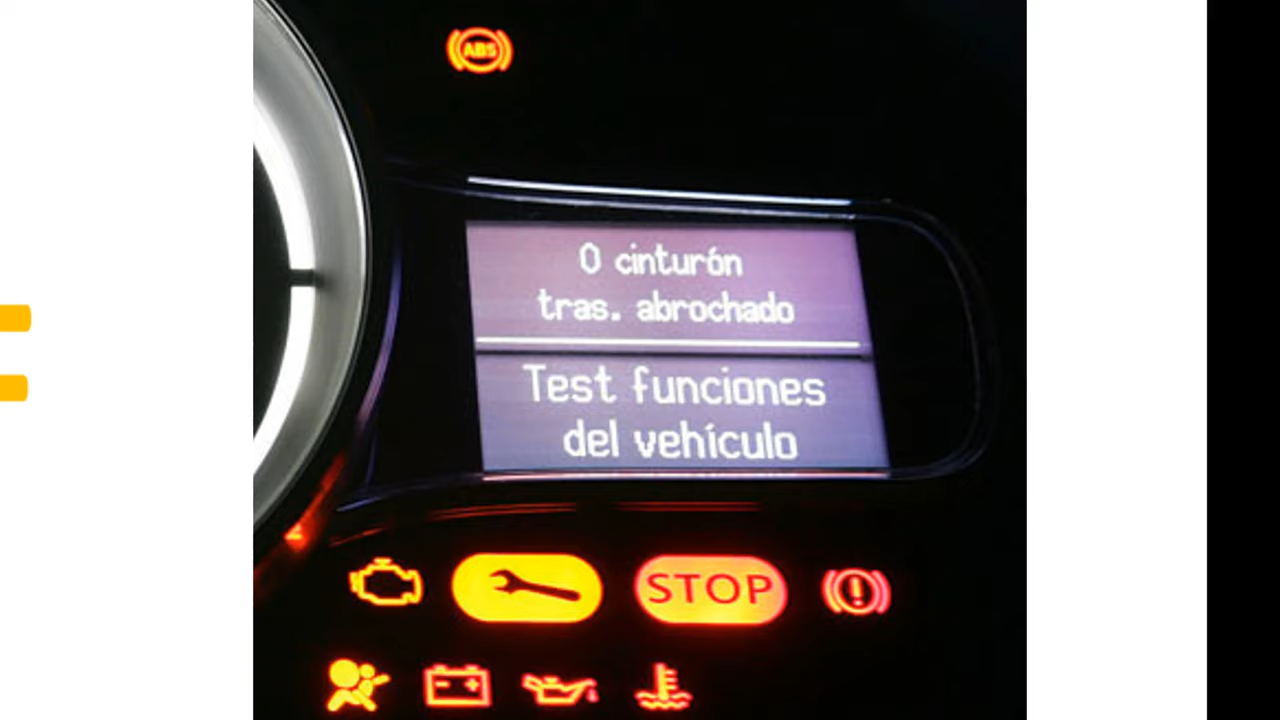 ABS
0 cinturón
tras. abrochado
Test funciones
del vehículo
STOP